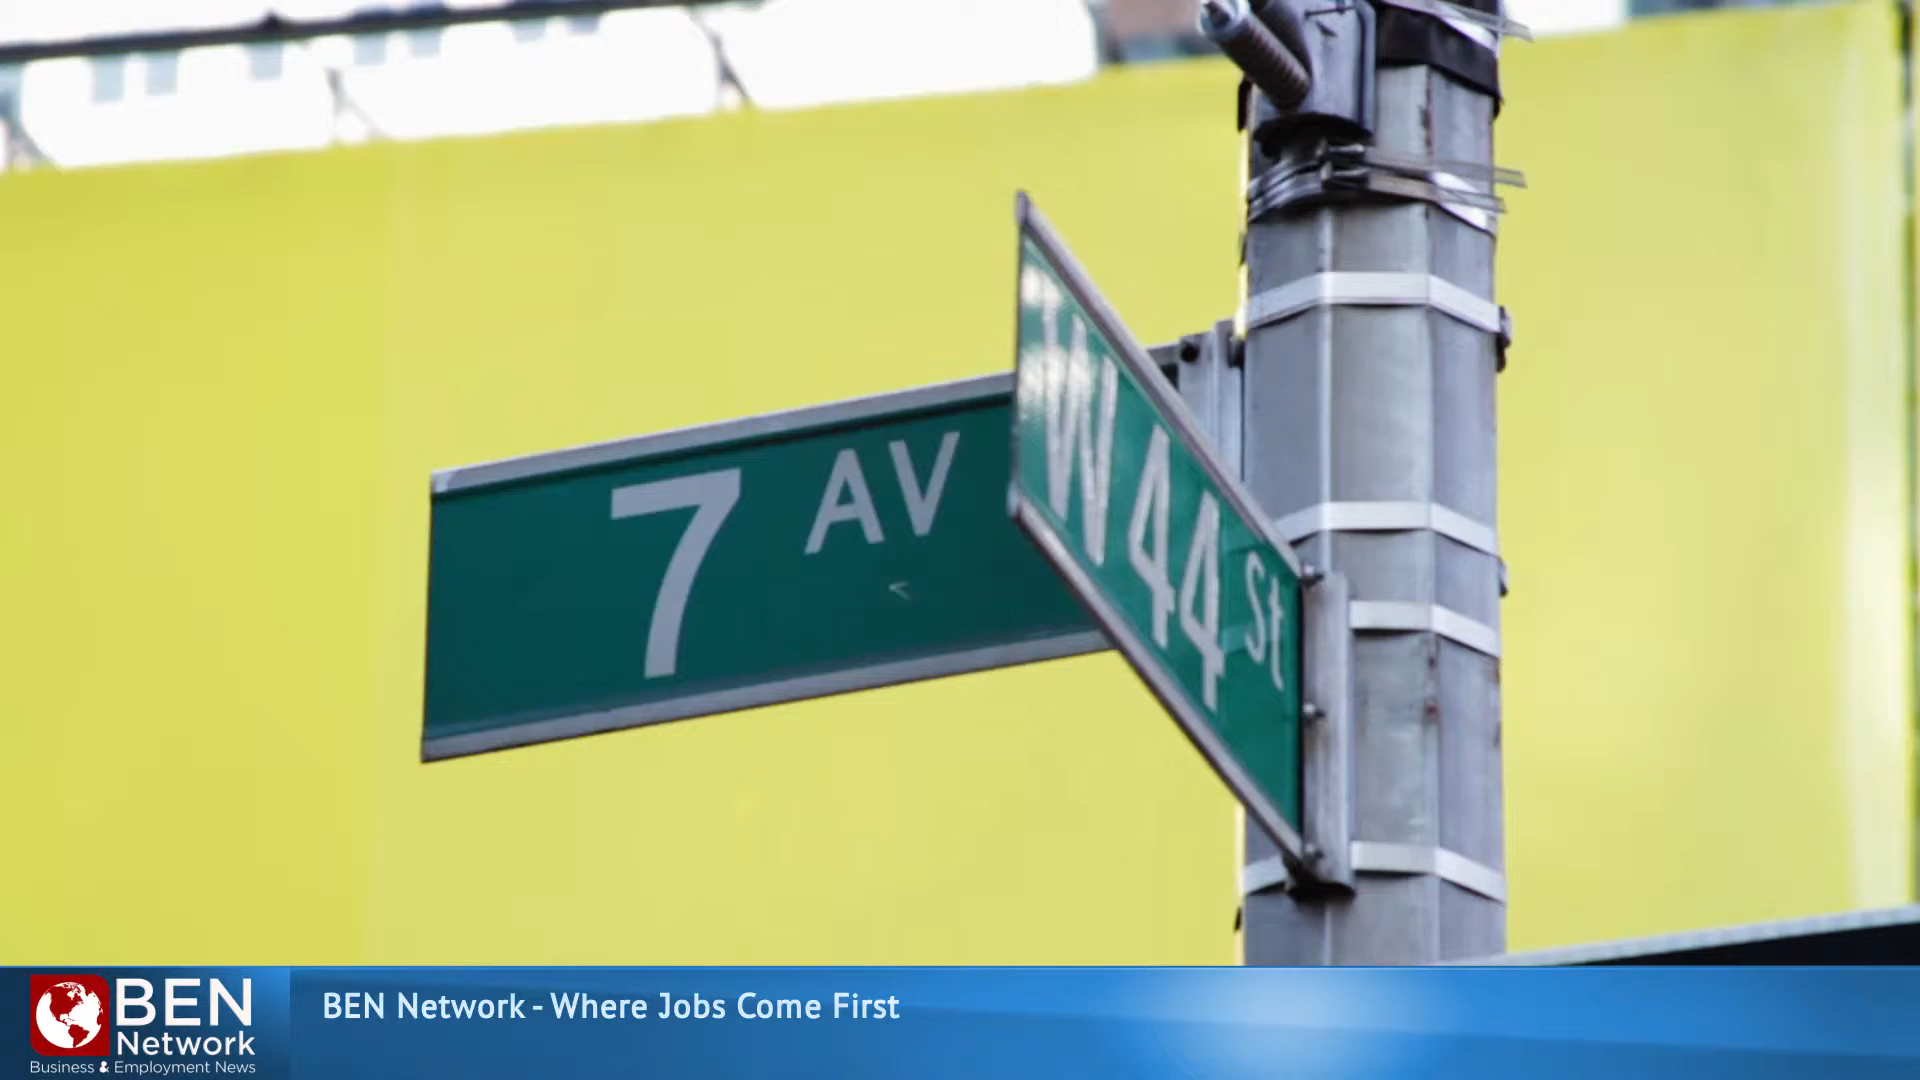 7 AV
W 44 St
BEN
Network
Business & Employment News
BEN Network - Where Jobs Come First